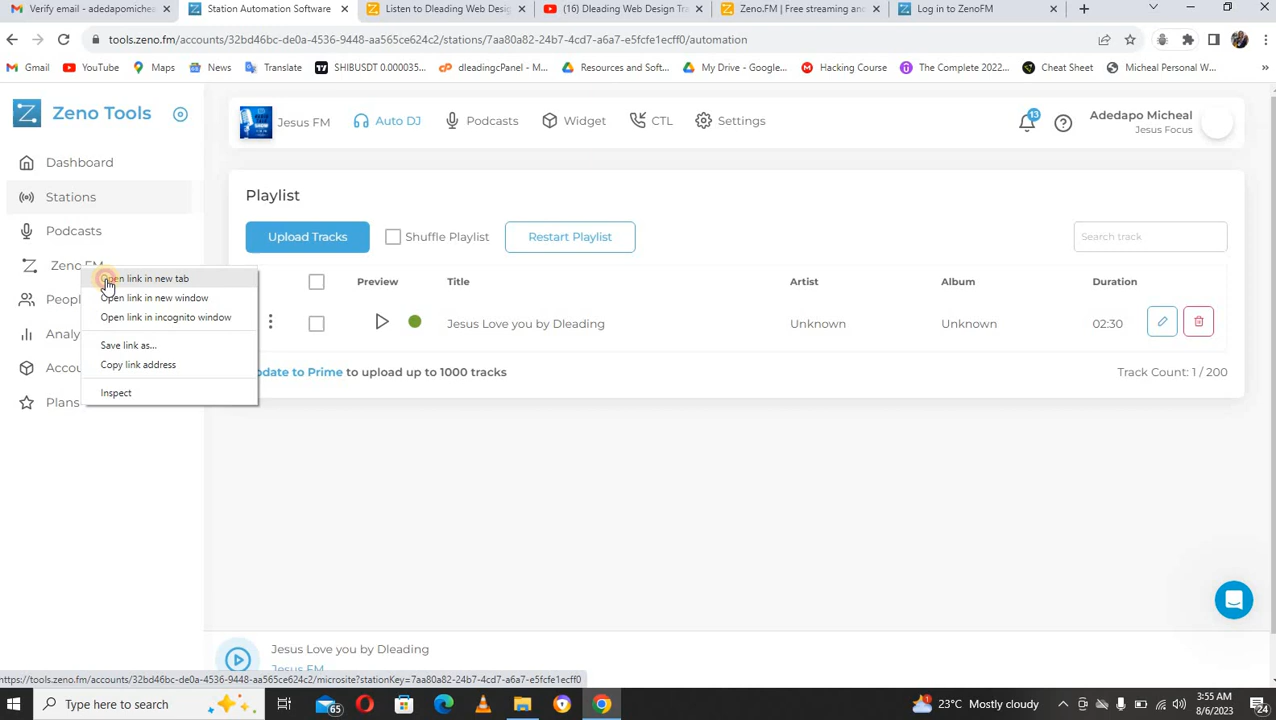 Verify email - adedapomichea
Station Automation Software
Listen to Dleading Web Desig
(16) Dleading Web Design Tra
Zeno.FM | Free streaming an
Log in to ZenoFM
tools.zeno.fm/accounts/32bd46bc-de0a-4536-9448-aa565ce624c2/stations/7aa80a82-24b7-4d7c-a6a7-e5fcfe1ecff0/automation
Gmail
YouTube
Maps
News
Translate
SHIBUSDT 0.000035...
dleadingcPanel - M...
Resources and Soft...
My Drive - Google...
Hacking Course
The Complete 2022...
Cheat Sheet
Micheal Personal W...
Zeno Tools
Dashboard
Stations
Podcasts
Zeno FM
Peopl
Analy
Accou
Plans
Open link in new tab
Open link in new window
Open link in incognito window
Save link as...
Copy link address
Inspect
Jesus FM
Auto DJ
Podcasts
Widget
CTL
Settings
13
Adedapo Micheal
Jesus Focus
Playlist
Upload Tracks
Shuffle Playlist
Restart Playlist
Search track
Preview
Title
Artist
Album
Duration
Jesus Love you by Dleading
Unknown
Unknown
02:30
pdate to Prime to upload up to 1000 tracks
Track Count: 1 / 200
Jesus Love you by Dleading
Jesus FM
https://tools.zeno.fm/accounts/32bd46bc-de0a-4536-9448-aa565ce624c2/microsite?stationKey=7aa80a82-24b7-4d7c-a6a7-e5fcfe1ecff0
Type here to search
65
23°C Mostly cloudy
3:55 AM
8/6/2023
24